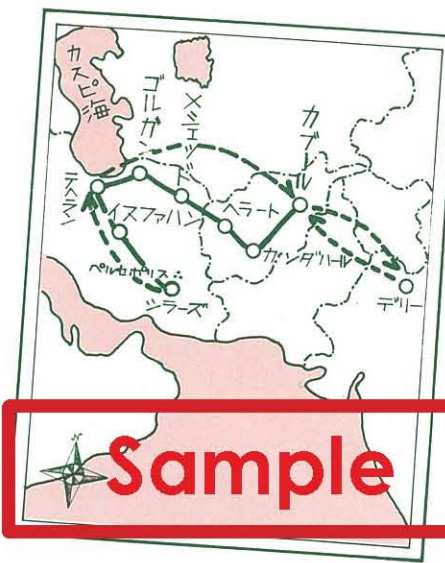 カスピ海
ゴルガン
メシェッド
カブール
テヘラン
イスファハン
ヘラート
カンダハール
ペルセポリス
シラーズ
デリー
N
Sample